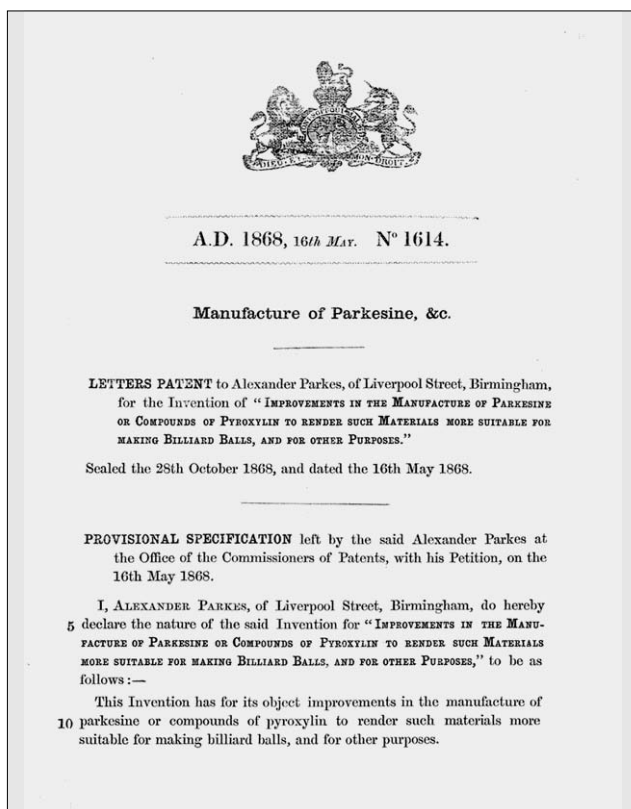 DIEU ET MON DROIT
A.D. 1868, 16th MAY. Nº 1614.
Manufacture of Parkesine, &c.
LETTERS PATENT to Alexander Parkes, of Liverpool Street, Birmingham,
for the Invention of “IMPROVEMENTS IN THE MANUFACTURE OF PARKESINE
OR COMPOUNDS OF PYROXYLIN TO RENDER SUCH MATERIALS MORE SUITABLE FOR
MAKING BILLIARD BALLS, AND FOR OTHER PURPOSES.”
Sealed the 28th October 1868, and dated the 16th May 1868.
PROVISIONAL SPECIFICATION left by the said Alexander Parkes at
the Office of the Commissioners of Patents, with his Petition, on the
16th May 1868.
I, ALEXANDER PARKES, of Liverpool Street, Birmingham, do hereby
5 declare the nature of the said Invention for “IMPROVEMENTS IN THE MANU-
FACTURE OF PARKESINE OR COMPOUNDS OF PYROXYLIN TO RENDER SUCH MATERIALS
MORE SUITABLE FOR MAKING BILLIARD BALLS, AND FOR OTHER PURPOSES,” to be as
follows:—
This Invention has for its object improvements in the manufacture of
10 parkesine or compounds of pyroxylin to render such materials more
suitable for making billiard balls, and for other purposes.